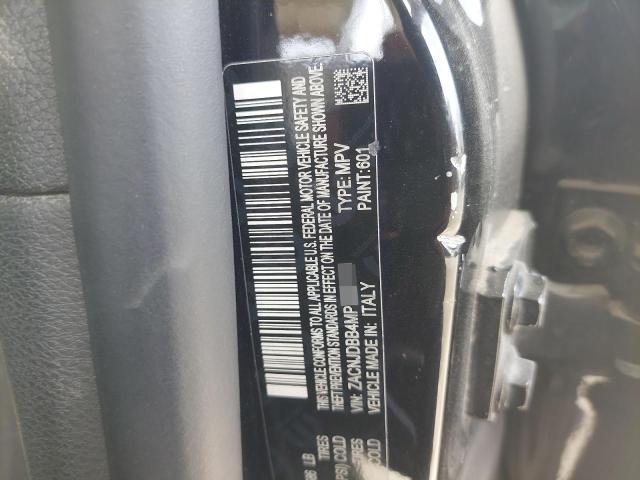 THIS VEHICLE CONFORMS TO ALL APPLICABLE U.S. FEDERAL MOTOR VEHICLE SAFETY AND
THEFT PREVENTION STANDARDS IN EFFECT ON THE DATE OF MANUFACTURE SHOWN ABOVE.
VIN: ZACNJDBB4MP TYPE: MPV
VEHICLE MADE IN: ITALY PAINT:601
LB TIRES
PSI) COLD
COLD